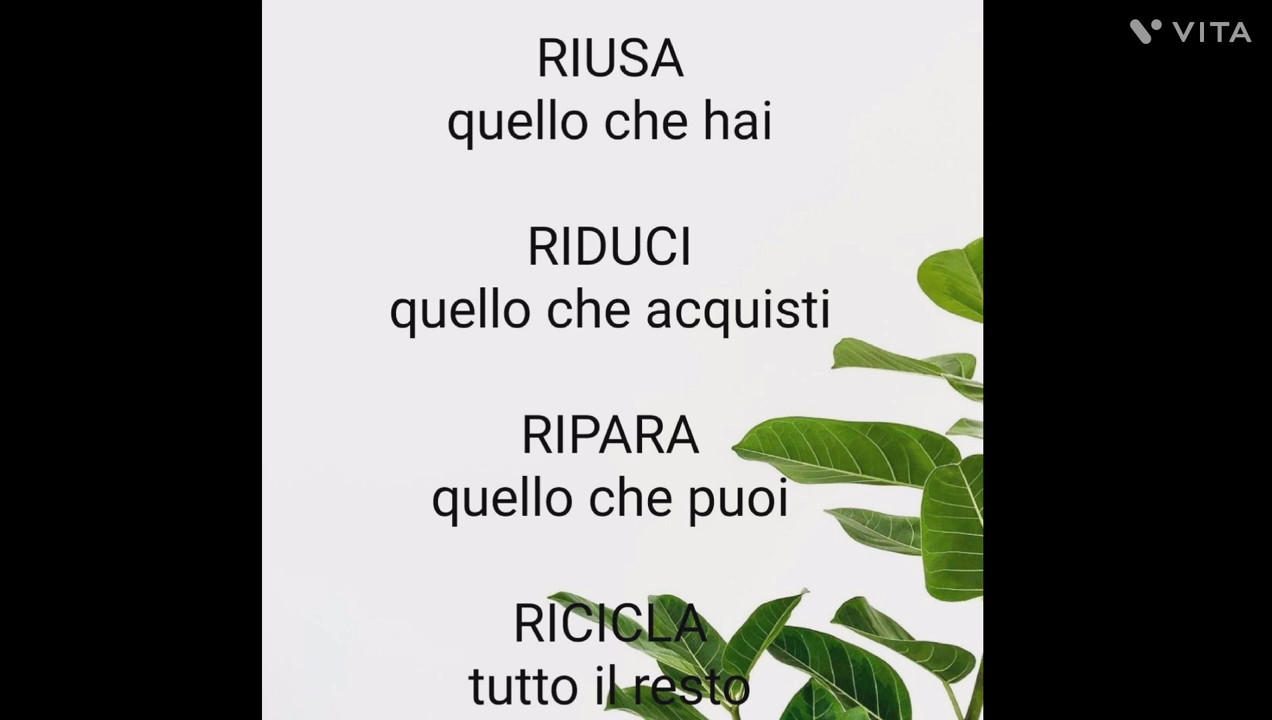 VITA
RIUSA
quello che hai
RIDUCI
quello che acquisti
RIPARA
quello che puoi
RICICLA
tutto il resto